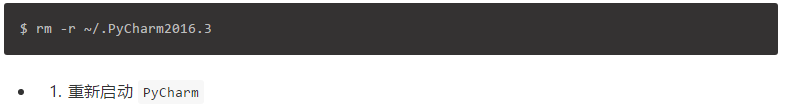 $ rm -r ~/.PyCharm2016.3
1. 重新启动 PyCharm